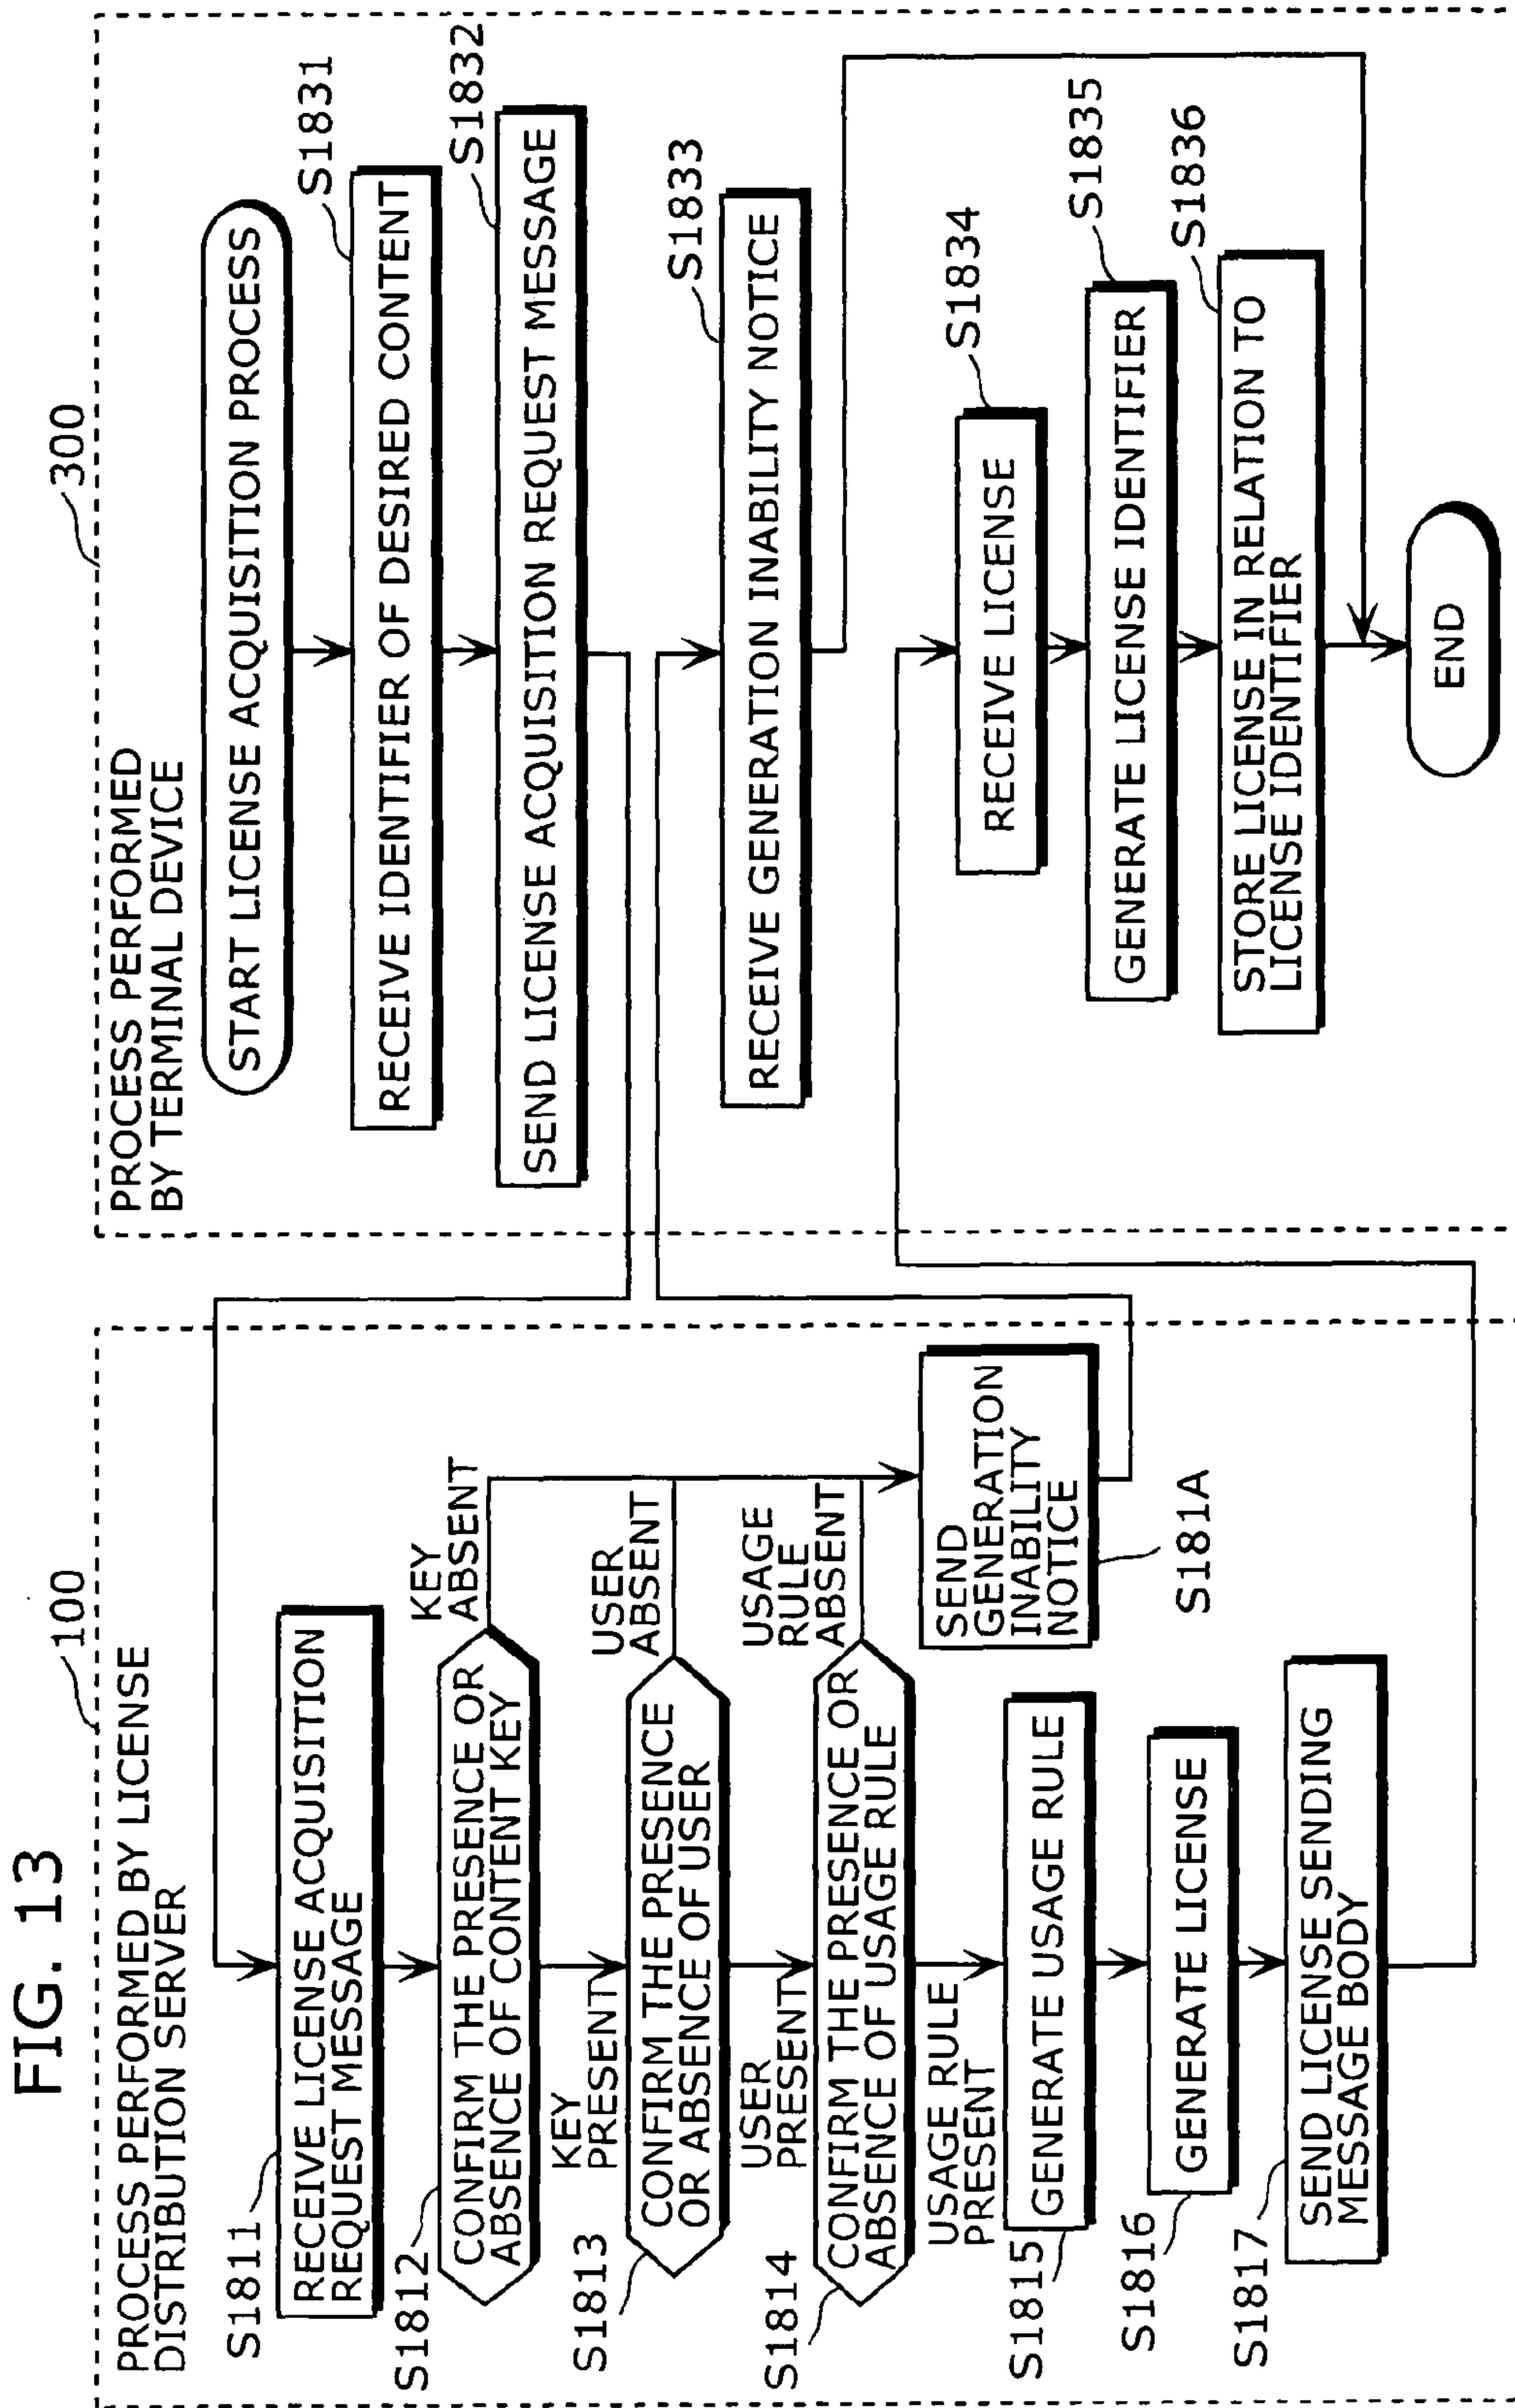 FIG. 13
100
PROCESS PERFORMED BY LICENSE
DISTRIBUTION SERVER
S1811
RECEIVE LICENSE ACQUISITION
REQUEST MESSAGE
S1812
CONFIRM THE PRESENCE OR
ABSENCE OF CONTENT KEY
KEY
ABSENT
KEY
PRESENT
S1813
CONFIRM THE PRESENCE
OR ABSENCE OF USER
USER
ABSENT
USER
PRESENT
S1814
CONFIRM THE PRESENCE OR
ABSENCE OF USAGE RULE
USAGE
RULE
ABSENT
USAGE RULE
PRESENT
SEND
GENERATION
INABILITY
NOTICE
S181A
S1815
GENERATE USAGE RULE
S1816
GENERATE LICENSE
S1817
SEND LICENSE SENDING
MESSAGE BODY
300
PROCESS PERFORMED
BY TERMINAL DEVICE
START LICENSE ACQUISITION PROCESS
S1831
RECEIVE IDENTIFIER OF DESIRED CONTENT
S1832
SEND LICENSE ACQUISITION REQUEST MESSAGE
S1833
RECEIVE GENERATION INABILITY NOTICE
S1834
RECEIVE LICENSE
S1835
GENERATE LICENSE IDENTIFIER
S1836
STORE LICENSE IN RELATION TO
LICENSE IDENTIFIER
END